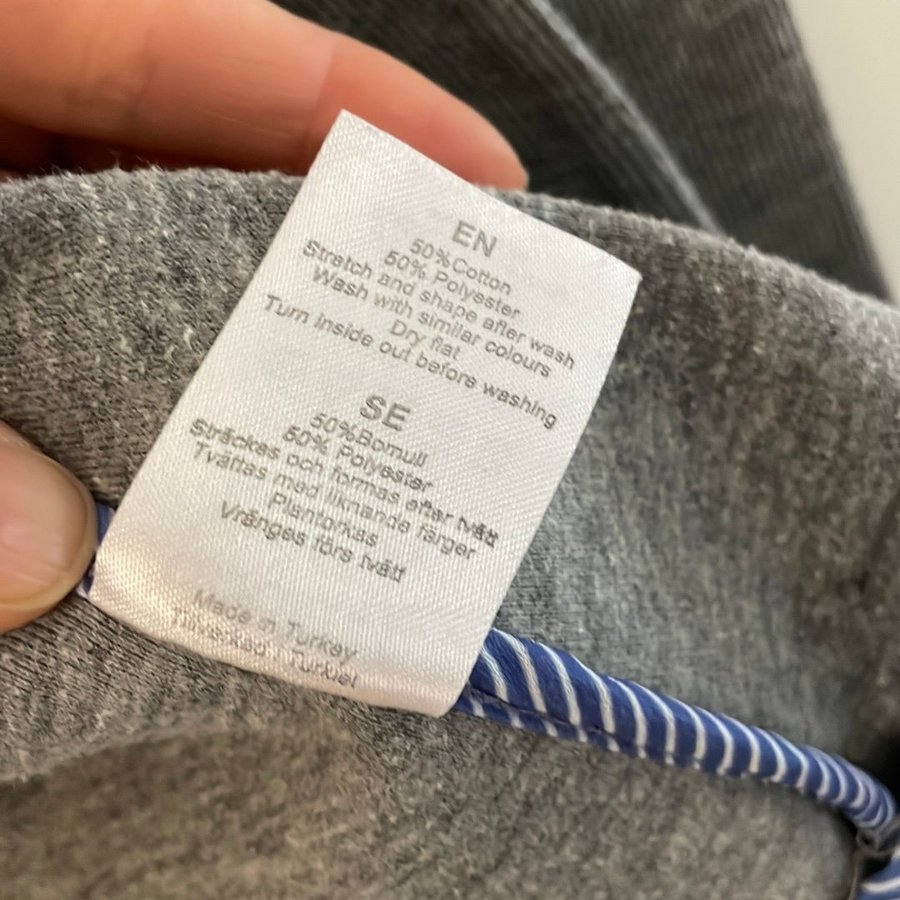 EN
50%Cotton
50% Polyester
Stretch and shape after wash
Wash with similar colours
Dry flat
Turn inside out before washing
SE
50%Bomull
50% Polyester
Sträckes och formas efter tvätt
Tvättas med liknande färger
Plantorkas
Vränges förs tvätt
Made in Turkey
Tillverkad i Turkiet